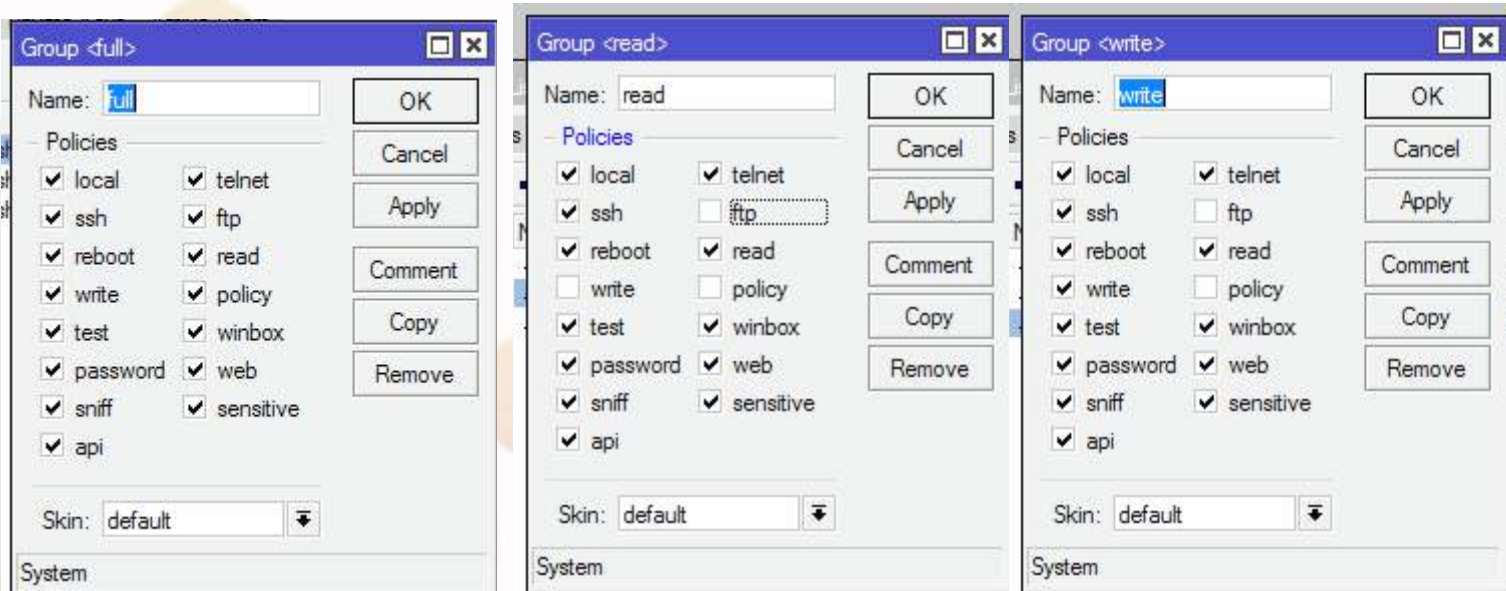 Group <full>
Name: full
OK
Policies
Cancel
local telnet
Apply
ssh ftp
reboot read
Comment
write policy
test winbox
Copy
password web
Remove
sniff sensitive
api
Skin: default
System
Group <read>
Name: read
OK
Policies
Cancel
local telnet
Apply
ssh ftp
reboot read
Comment
write policy
test winbox
Copy
password web
Remove
sniff sensitive
api
Skin: default
System
Group <write>
Name: write
OK
Policies
Cancel
local telnet
Apply
ssh ftp
reboot read
Comment
write policy
test winbox
Copy
password web
Remove
sniff sensitive
api
Skin: default
System